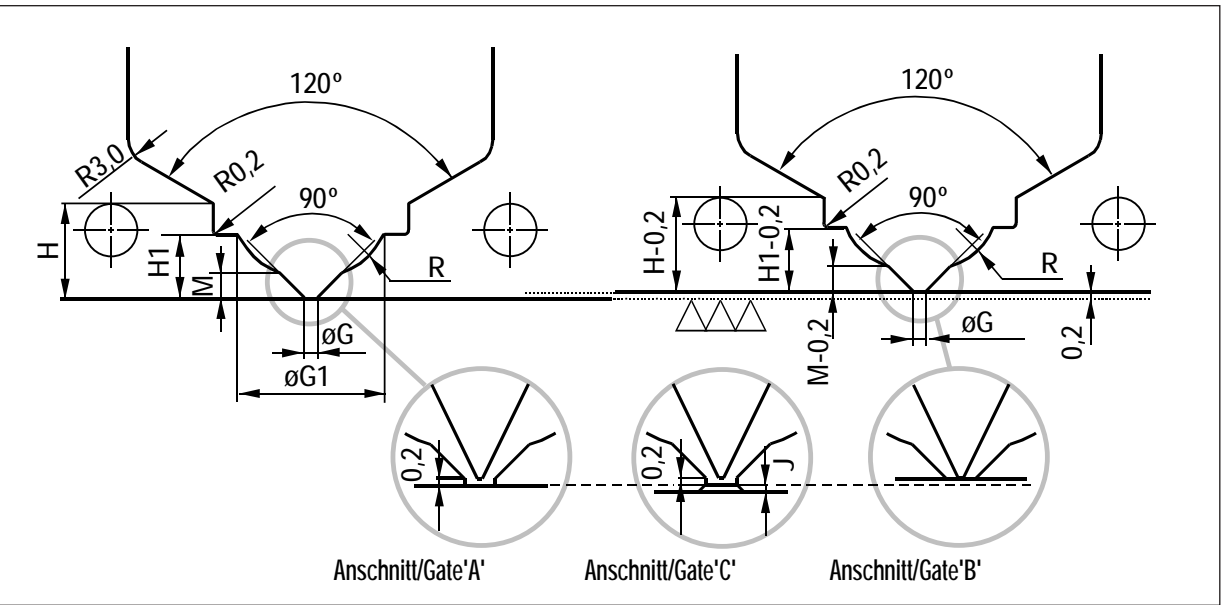 120º
R3,0
R0,2
90º
H
H1
M
R
øG
øG1
120º
R0,2
90º
H-0,2
H1-0,2
M-0,2
R
øG
0,2
0,2
0,2
J
Anschnitt/Gate'A'
Anschnitt/Gate'C'
Anschnitt/Gate'B'